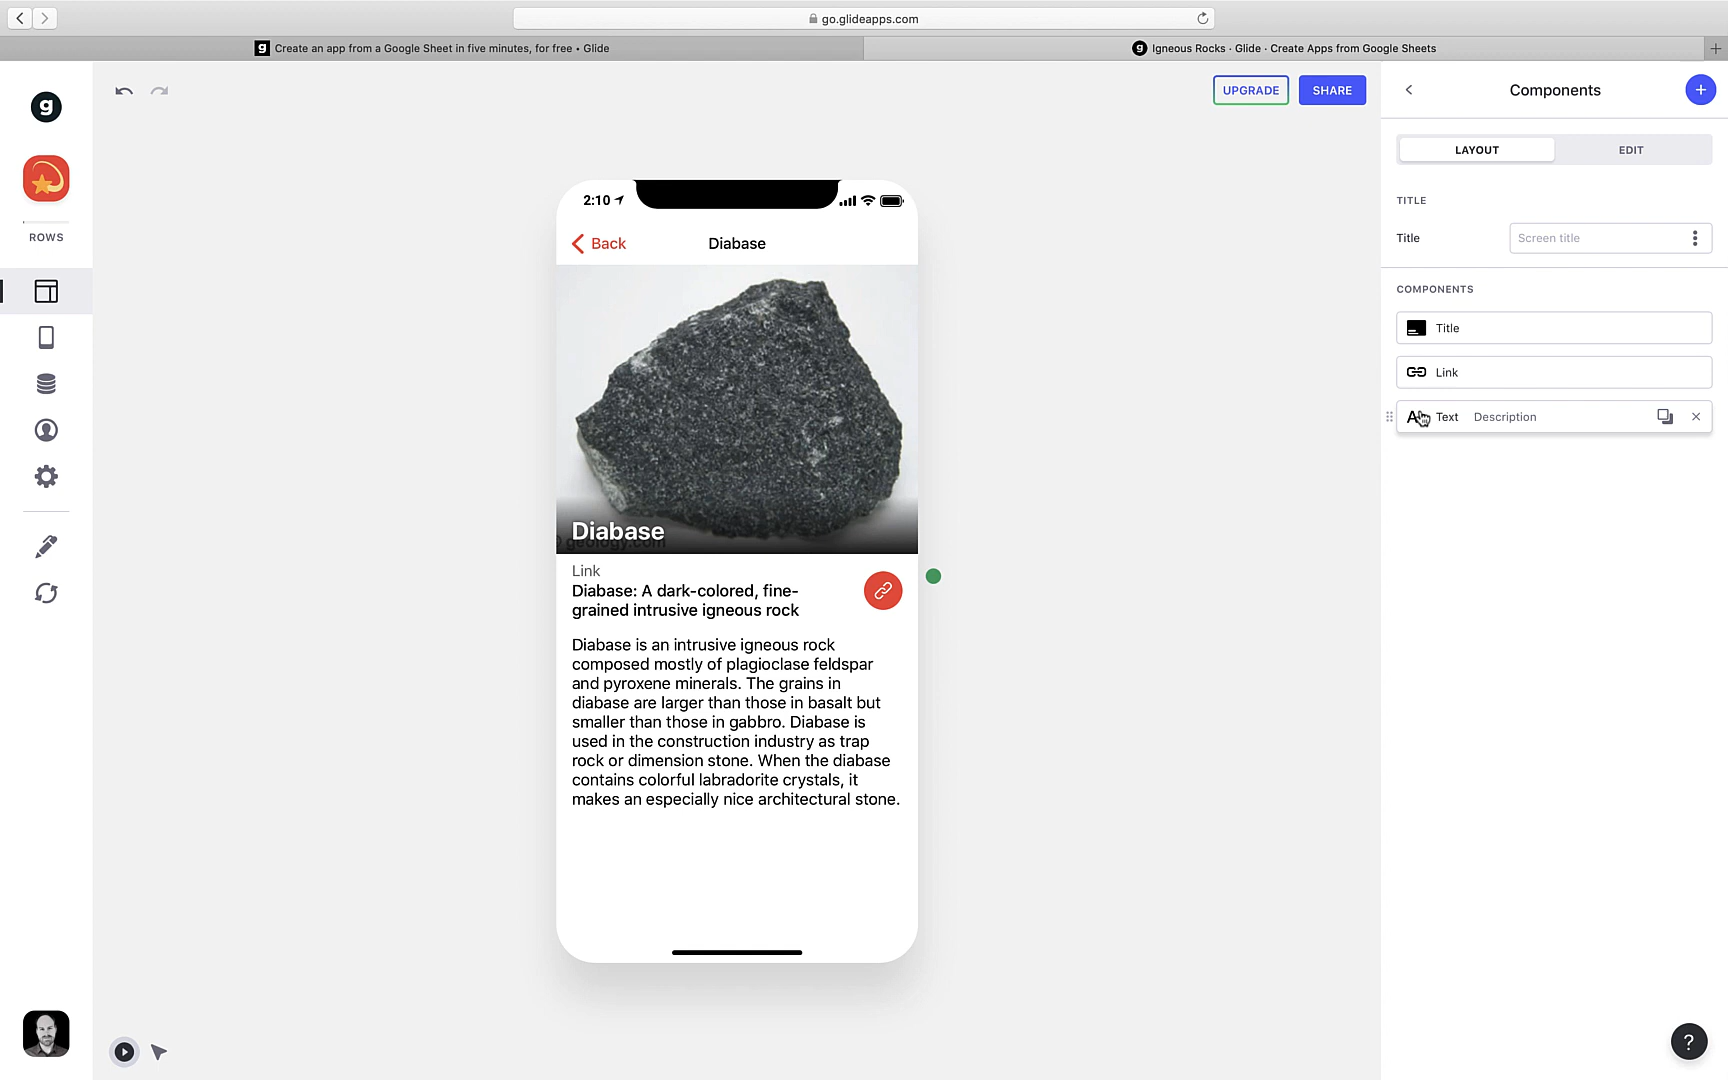 go.glideapps.com
g Create an app from a Google Sheet in five minutes, for free • Glide
g Igneous Rocks · Glide · Create Apps from Google Sheets
g
ROWS
UPGRADE
SHARE
2:10
Back
Diabase
Diabase
geology.com
Link
Diabase: A dark-colored, fine-
grained intrusive igneous rock
Diabase is an intrusive igneous rock
composed mostly of plagioclase feldspar
and pyroxene minerals. The grains in
diabase are larger than those in basalt but
smaller than those in gabbro. Diabase is
used in the construction industry as trap
rock or dimension stone. When the diabase
contains colorful labradorite crystals, it
makes an especially nice architectural stone.
Components
LAYOUT
EDIT
TITLE
Title
Screen title
COMPONENTS
Title
Link
Text Description
?